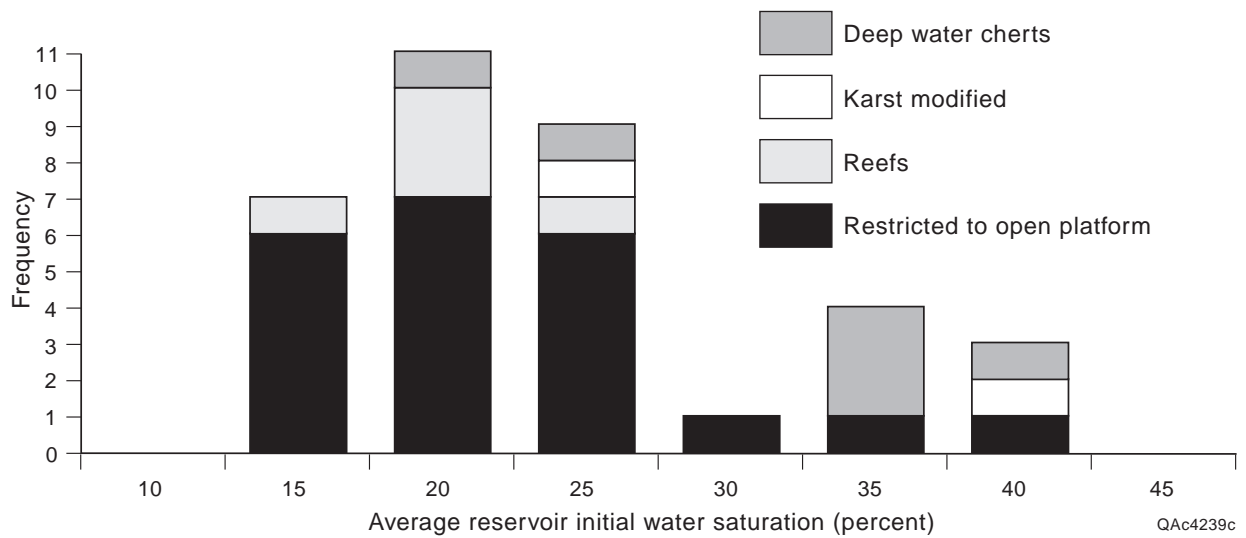 Deep water cherts
Karst modified
Reefs
Restricted to open platform
11
10
9
8
7
6
5
4
3
2
1
0
Frequency
10 15 20 25 30 35 40 45
Average reservoir initial water saturation (percent)
QAc4239c